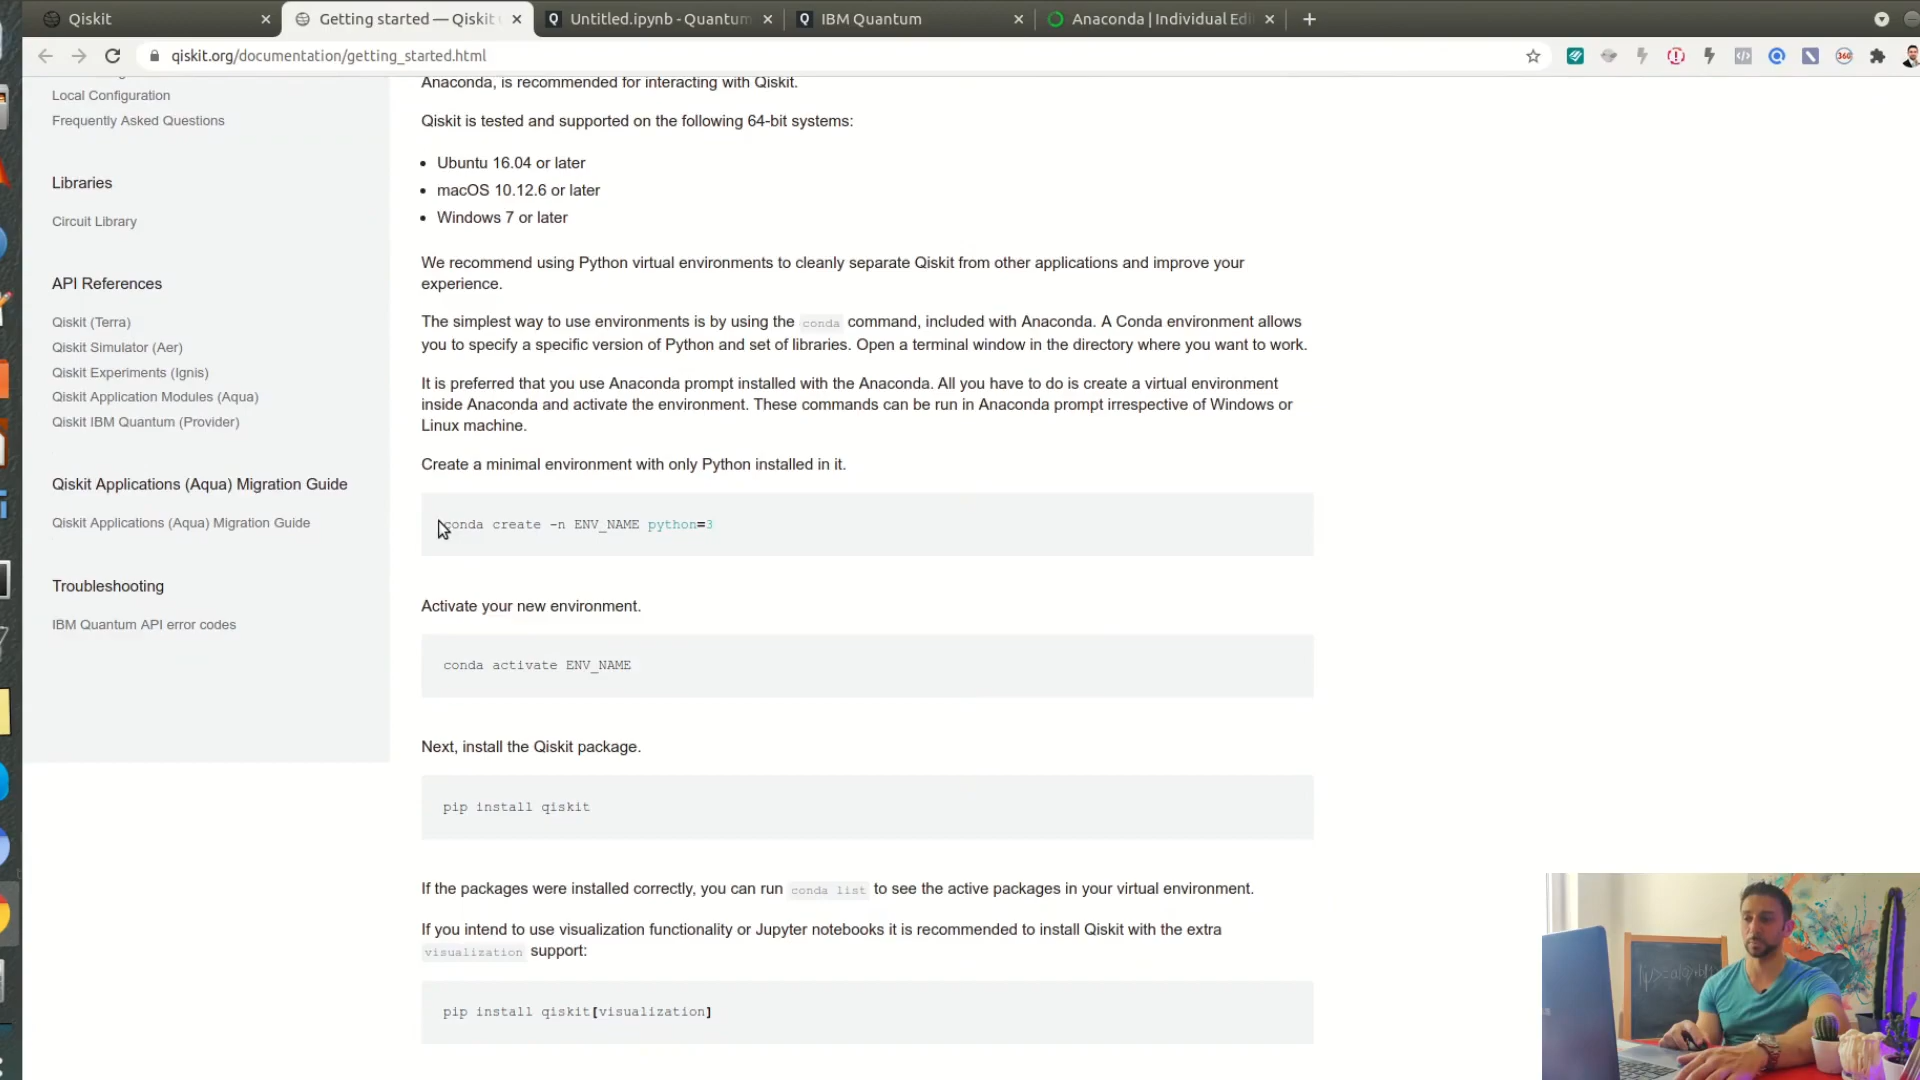 Qiskit
Getting started — Qiskit
Untitled.ipynb - Quantum
IBM Quantum
Anaconda | Individual Edi
qiskit.org/documentation/getting_started.html
Local Configuration
Frequently Asked Questions
Libraries
Circuit Library
API References
Qiskit (Terra)
Qiskit Simulator (Aer)
Qiskit Experiments (Ignis)
Qiskit Application Modules (Aqua)
Qiskit IBM Quantum (Provider)
Qiskit Applications (Aqua) Migration Guide
Qiskit Applications (Aqua) Migration Guide
Troubleshooting
IBM Quantum API error codes
Anaconda, is recommended for interacting with Qiskit.
Qiskit is tested and supported on the following 64-bit systems:
• Ubuntu 16.04 or later
• macOS 10.12.6 or later
• Windows 7 or later
We recommend using Python virtual environments to cleanly separate Qiskit from other applications and improve your
experience.
The simplest way to use environments is by using the conda command, included with Anaconda. A Conda environment allows
you to specify a specific version of Python and set of libraries. Open a terminal window in the directory where you want to work.
It is preferred that you use Anaconda prompt installed with the Anaconda. All you have to do is create a virtual environment
inside Anaconda and activate the environment. These commands can be run in Anaconda prompt irrespective of Windows or
Linux machine.
Create a minimal environment with only Python installed in it.
conda create -n ENV_NAME python=3
Activate your new environment.
conda activate ENV_NAME
Next, install the Qiskit package.
pip install qiskit
If the packages were installed correctly, you can run conda list to see the active packages in your virtual environment.
If you intend to use visualization functionality or Jupyter notebooks it is recommended to install Qiskit with the extra
visualization support:
pip install qiskit[visualization]